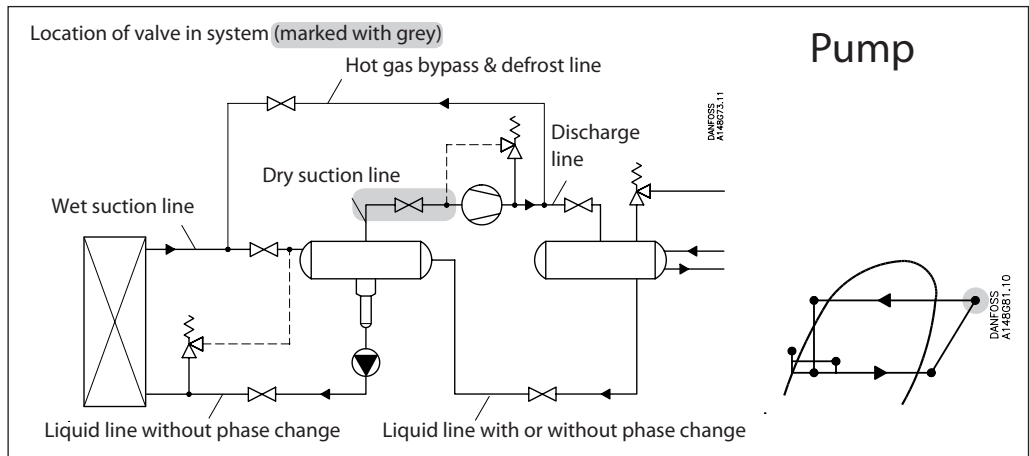 Location of valve in system (marked with grey)
Pump
Hot gas bypass & defrost line
DANFOSS
A148G73.11
Discharge
line
Dry suction line
Wet suction line
DANFOSS
A148G81.10
Liquid line without phase change
Liquid line with or without phase change